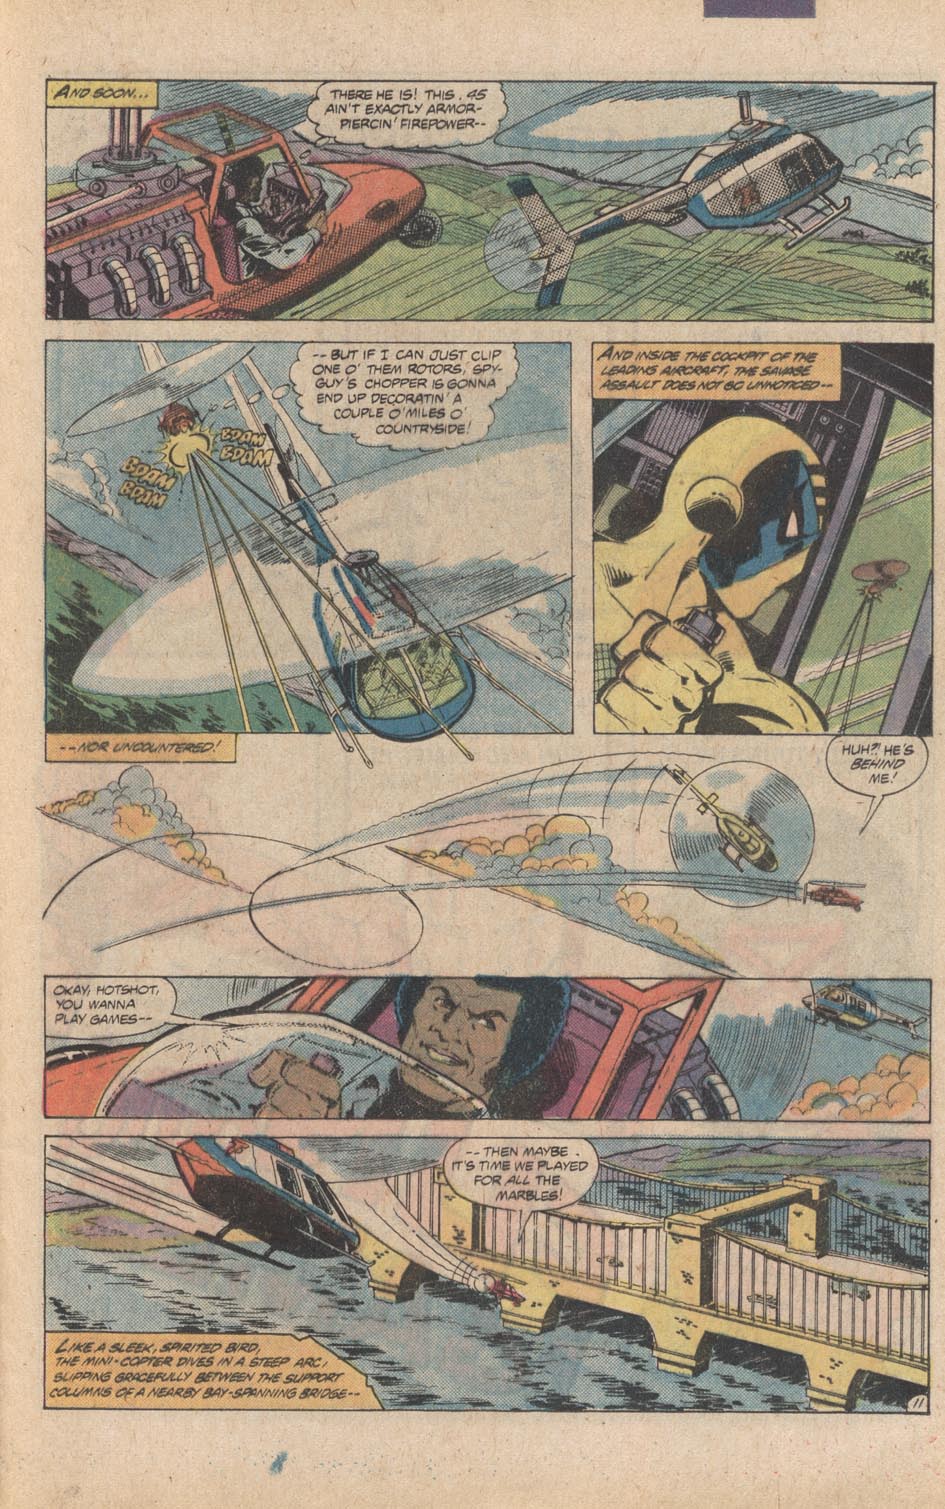 AND SOON...
THERE HE IS! THIS .45
AIN'T EXACTLY ARMOR-
PIERCIN' FIREPOWER--
-- BUT IF I CAN JUST CLIP
ONE O' THEM ROTORS, SPY-
GUY'S CHOPPER IS GONNA
END UP DECORATIN' A
COUPLE O' MILES O'
COUNTRYSIDE!
BDAM
BDAM
BDAM
BDAM
AND INSIDE THE COCKPIT OF THE
LEADING AIRCRAFT, THE SAVAGE
ASSAULT DOES NOT GO UNNOTICED--
--NOR UNCOUNTERED!
HUH?! HE'S
BEHIND
ME!
OKAY, HOTSHOT,
YOU WANNA
PLAY GAMES--
-- THEN MAYBE
IT'S TIME WE PLAYED
FOR ALL THE
MARBLES!
LIKE A SLEEK, SPIRITED BIRD,
THE MINI-COPTER DIVES IN A STEEP ARC,
SLIPPING GRACEFULLY BETWEEN THE SUPPORT
COLUMNS OF A NEARBY BAY-SPANNING BRIDGE--
11